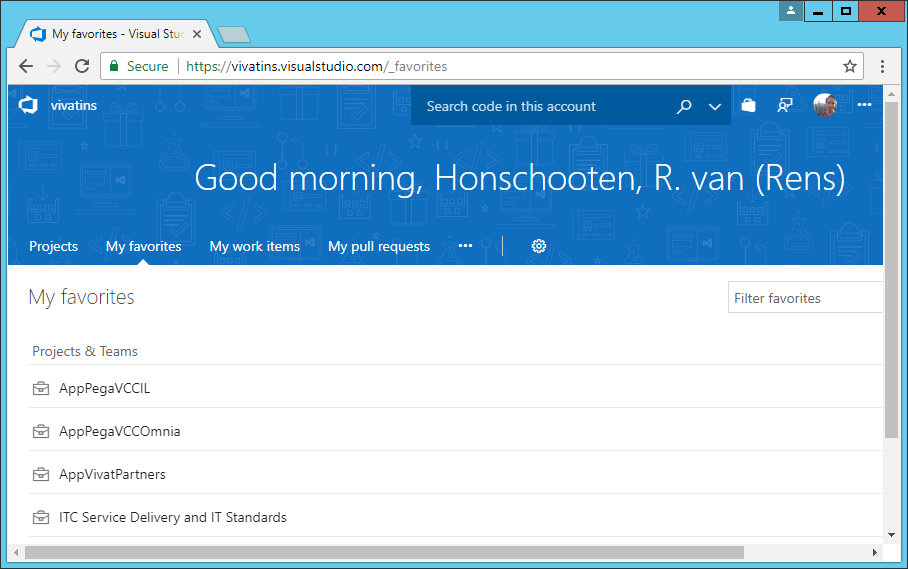 My favorites - Visual Stu
Secure
https://vivatins.visualstudio.com/_favorites
vivatins
Search code in this account
Good morning, Honschooten, R. van (Rens)
Projects My favorites My work items My pull requests
My favorites
Filter favorites
Projects & Teams
AppPegaVCCIL
AppPegaVCCOmnia
AppVivatPartners
ITC Service Delivery and IT Standards